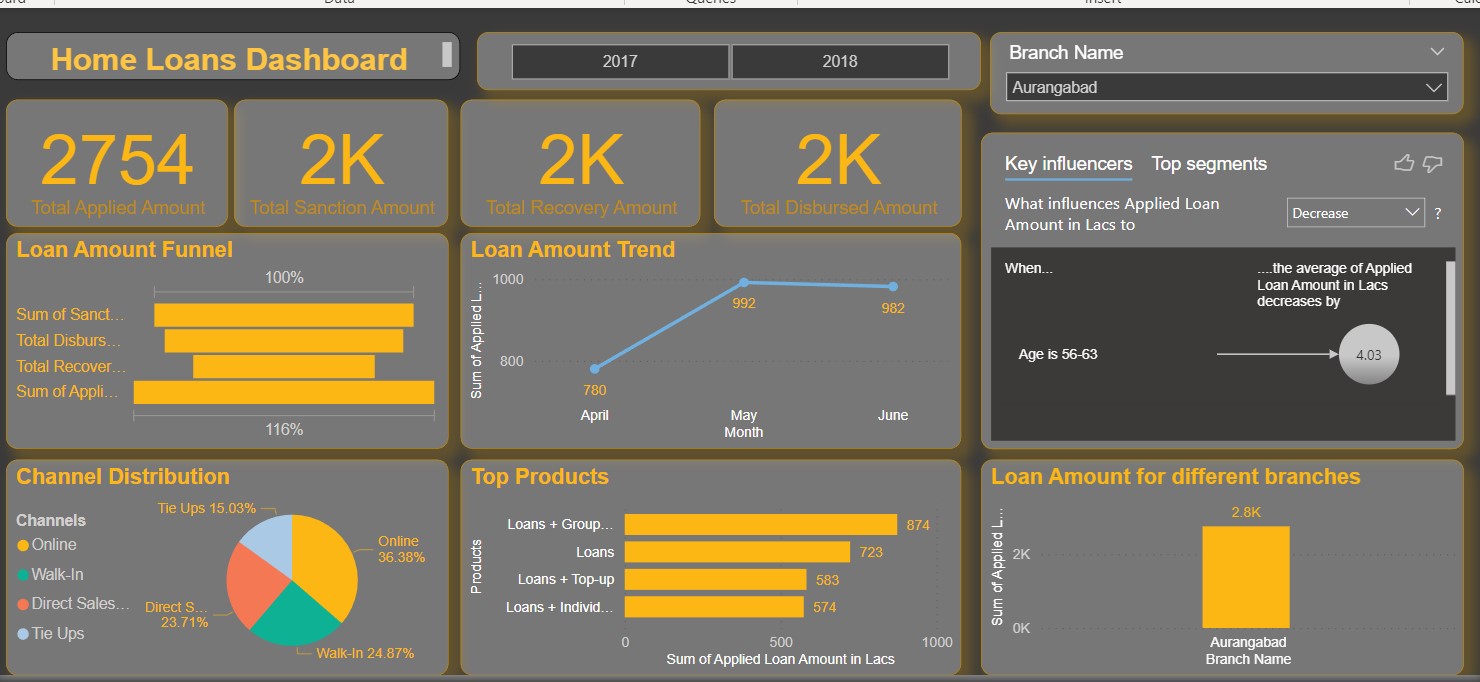 Data
Queries
Insert
Home Loans Dashboard
2017
2018
Branch Name
Aurangabad
2754
Total Applied Amount
2K
Total Sanction Amount
2K
Total Recovery Amount
2K
Total Disbursed Amount
Key influencers
Top segments
What influences Applied Loan
Amount in Lacs to
Decrease
?
When...
....the average of Applied
Loan Amount in Lacs
decreases by
Age is 56-63
4.03
Loan Amount Funnel
100%
Sum of Sanct...
Total Disburs...
Total Recover...
Sum of Appli...
116%
Loan Amount Trend
Sum of Applied L...
1000
800
780
992
982
April
May
June
Month
Channel Distribution
Channels
Online
Walk-In
Direct Sales...
Tie Ups
Tie Ups 15.03%
Online
36.38%
Direct S...
23.71%
Walk-In 24.87%
Top Products
Products
Loans + Group...
874
Loans
723
Loans + Top-up
583
Loans + Individ...
574
0
500
1000
Sum of Applied Loan Amount in Lacs
Loan Amount for different branches
Sum of Applied L...
2.8K
2K
0K
Aurangabad
Branch Name